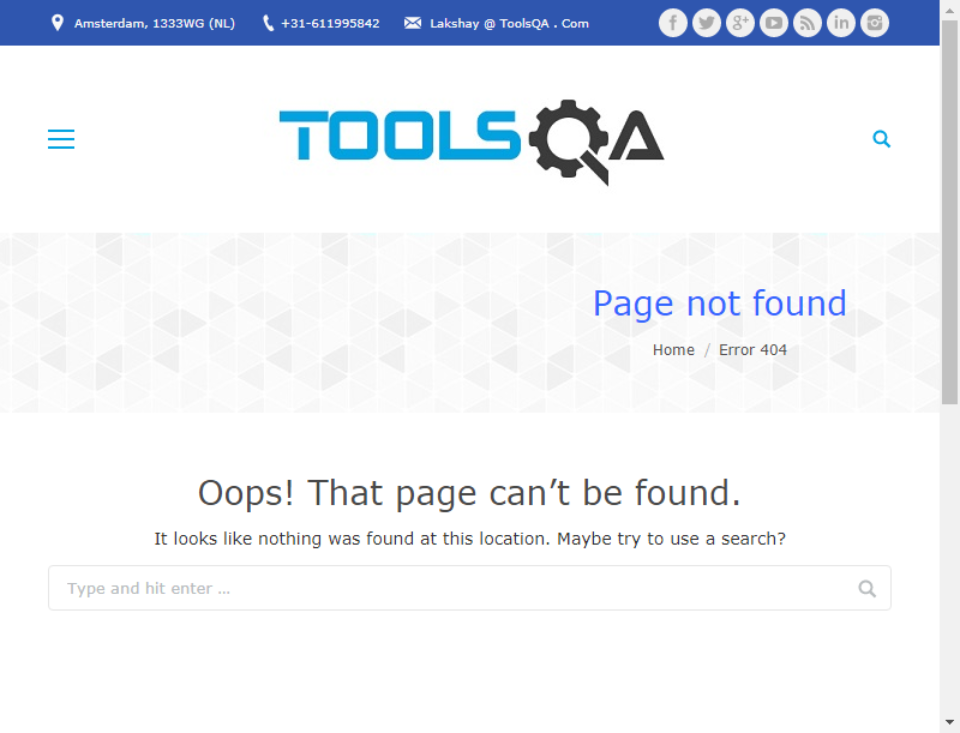 Amsterdam, 1333WG (NL) +31-611995842 Lakshay @ ToolsQA . Com
TOOLSQA
Page not found
Home / Error 404
Oops! That page can’t be found.
It looks like nothing was found at this location. Maybe try to use a search?
Type and hit enter ...